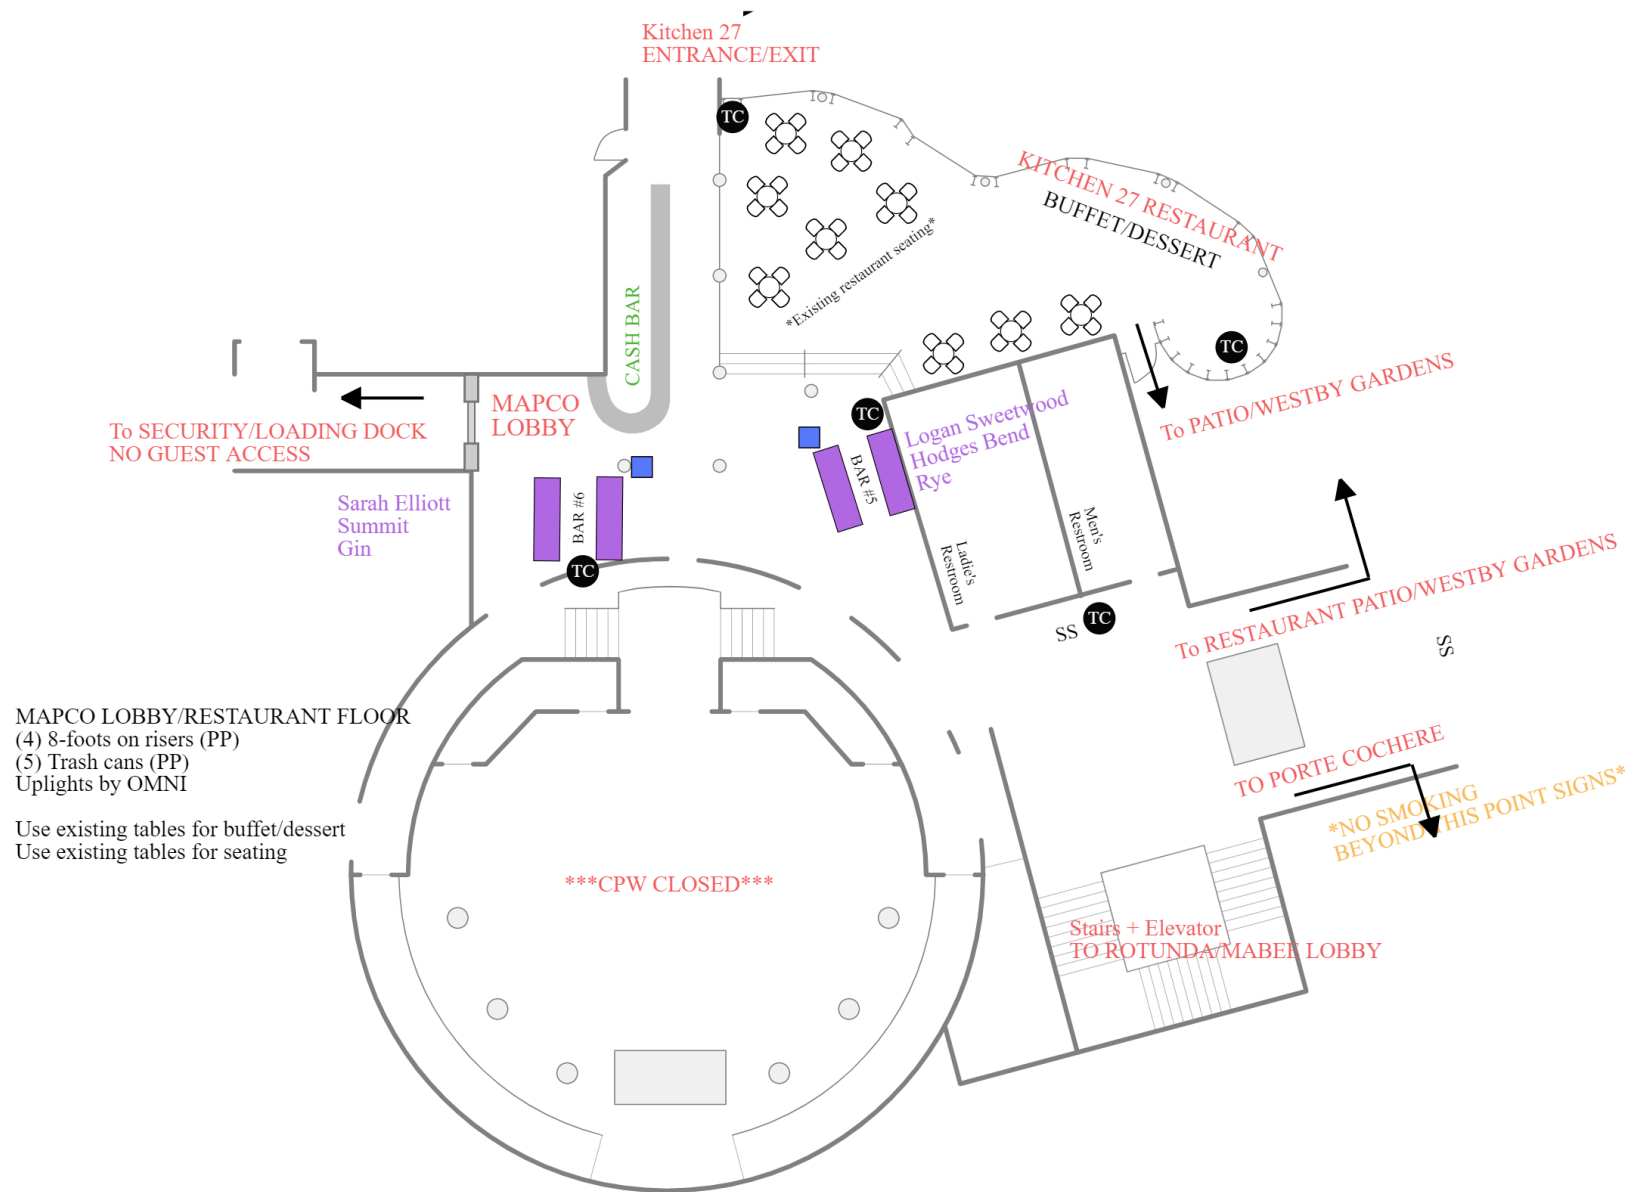 Kitchen 27
ENTRANCE/EXIT
TC
KITCHEN 27 RESTAURANT
BUFFET/DESSERT
*Existing restaurant seating*
CASH BAR
TC
To PATIO/WESTBY GARDENS
MAPCO
LOBBY
To SECURITY/LOADING DOCK
NO GUEST ACCESS
TC
Logan Sweetwood
Hodges Bend
Rye
BAR #5
Sarah Elliott
Summit
Gin
BAR #6
TC
Ladie's
Restroom
Men's
Restroom
SS
TC
To RESTAURANT PATIO/WESTBY GARDENS
SS
MAPCO LOBBY/RESTAURANT FLOOR
(4) 8-foots on risers (PP)
(5) Trash cans (PP)
Uplights by OMNI
Use existing tables for buffet/dessert
Use existing tables for seating
TO PORTE COCHERE
*NO SMOKING
BEYOND THIS POINT SIGNS*
***CPW CLOSED***
Stairs + Elevator
TO ROTUNDA/MABEE LOBBY